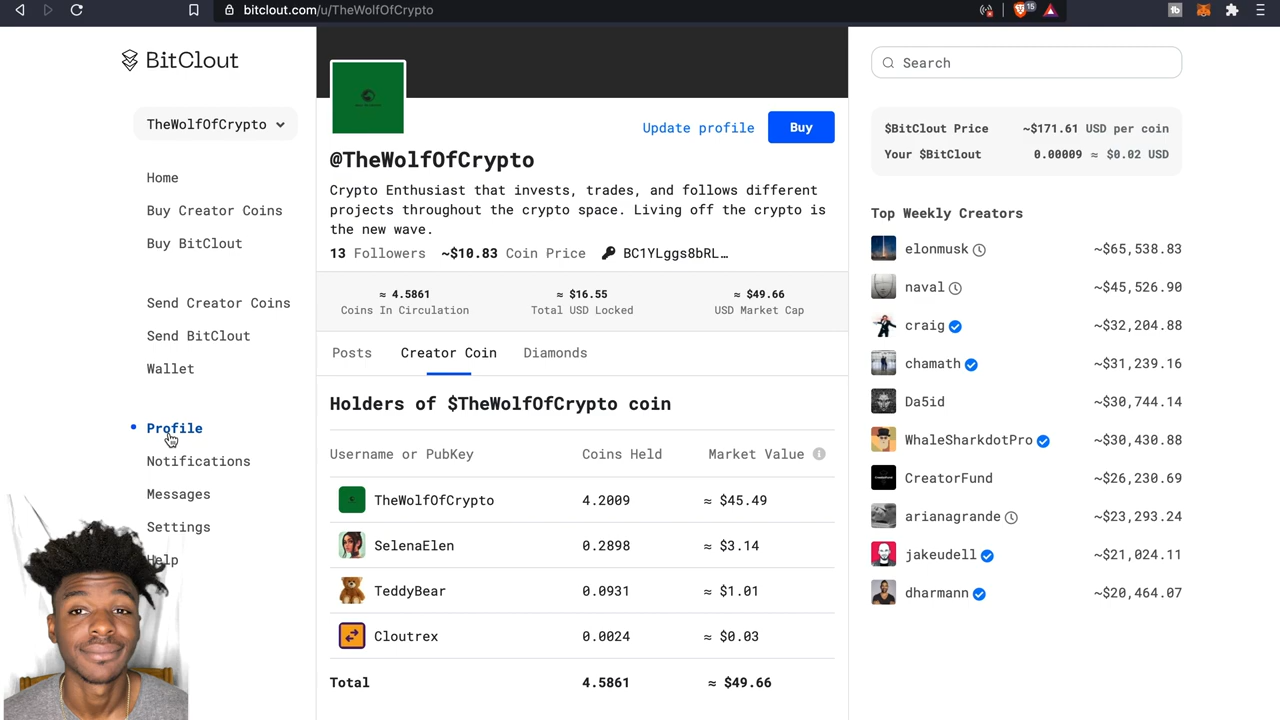 bitclout.com/u/TheWolfOfCrypto
15
tb
BitClout
TheWolfOfCrypto
Home
Buy Creator Coins
Buy BitClout
Send Creator Coins
Send BitClout
Wallet
Profile
Notifications
Messages
Settings
Help
Update profile
Buy
@TheWolfOfCrypto
Crypto Enthusiast that invests, trades, and follows different
projects throughout the crypto space. Living off the crypto is
the new wave.
13 Followers ~$10.83 Coin Price BC1YLggs8bRL…
≈ 4.5861 ≈ $16.55 ≈ $49.66
Coins In Circulation Total USD Locked USD Market Cap
Posts Creator Coin Diamonds
Holders of $TheWolfOfCrypto coin
Username or PubKey Coins Held Market Value
TheWolfOfCrypto 4.2009 ≈ $45.49
SelenaElen 0.2898 ≈ $3.14
TeddyBear 0.0931 ≈ $1.01
Cloutrex 0.0024 ≈ $0.03
Total 4.5861 ≈ $49.66
Search
$BitClout Price ~$171.61 USD per coin
Your $BitClout 0.00009 ≈ $0.02 USD
Top Weekly Creators
elonmusk ~$65,538.83
naval ~$45,526.90
craig ~$32,204.88
chamath ~$31,239.16
Da5id ~$30,744.14
WhaleSharkdotPro ~$30,430.88
CreatorFund ~$26,230.69
arianagrande ~$23,293.24
jakeudell ~$21,024.11
dharmann ~$20,464.07